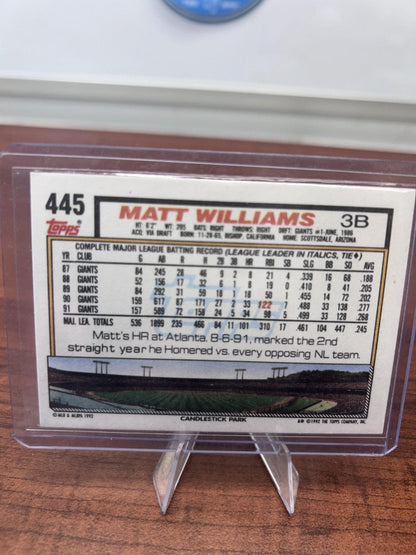 445
Topps
MATT WILLIAMS
3B
HT: 6'2" WT: 205 BATS: RIGHT THROWS: RIGHT DRFT: GIANTS #1-JUNE, 1986
ACQ: VIA DRAFT BORN: 11-28-65, BISHOP, CALIFORNIA HOME: SCOTTSDALE, ARIZONA
COMPLETE MAJOR LEAGUE BATTING RECORD (LEAGUE LEADER IN ITALICS, TIE♦)
YR CLUB G AB R H 2B 3B HR RBI SB SLG BB SO AVG
87 GIANTS 84 245 28 46 9 2 8 21 4 .339 16 68 .188
88 GIANTS 52 156 17 32 6 1 8 19 0 .410 8 41 .205
89 GIANTS 84 292 31 59 18 1 50 1 .455 14 72 .202
90 GIANTS 159 617 87 171 27 2 33 122 .488 33 138 .277
91 GIANTS 157 589 72 158 24 5 34 98 5 .499 33 128 .268
MAJ. LEA. TOTALS 536 1899 235 466 84 11 101 310 17 .461 104 447 .245
Matt's HR at Atlanta, 8-6-91, marked the 2nd
straight year he Homered vs. every opposing NL team.
©MLB & MLBPA 1992
CANDLESTICK PARK
©1992 THE TOPPS COMPANY, INC.